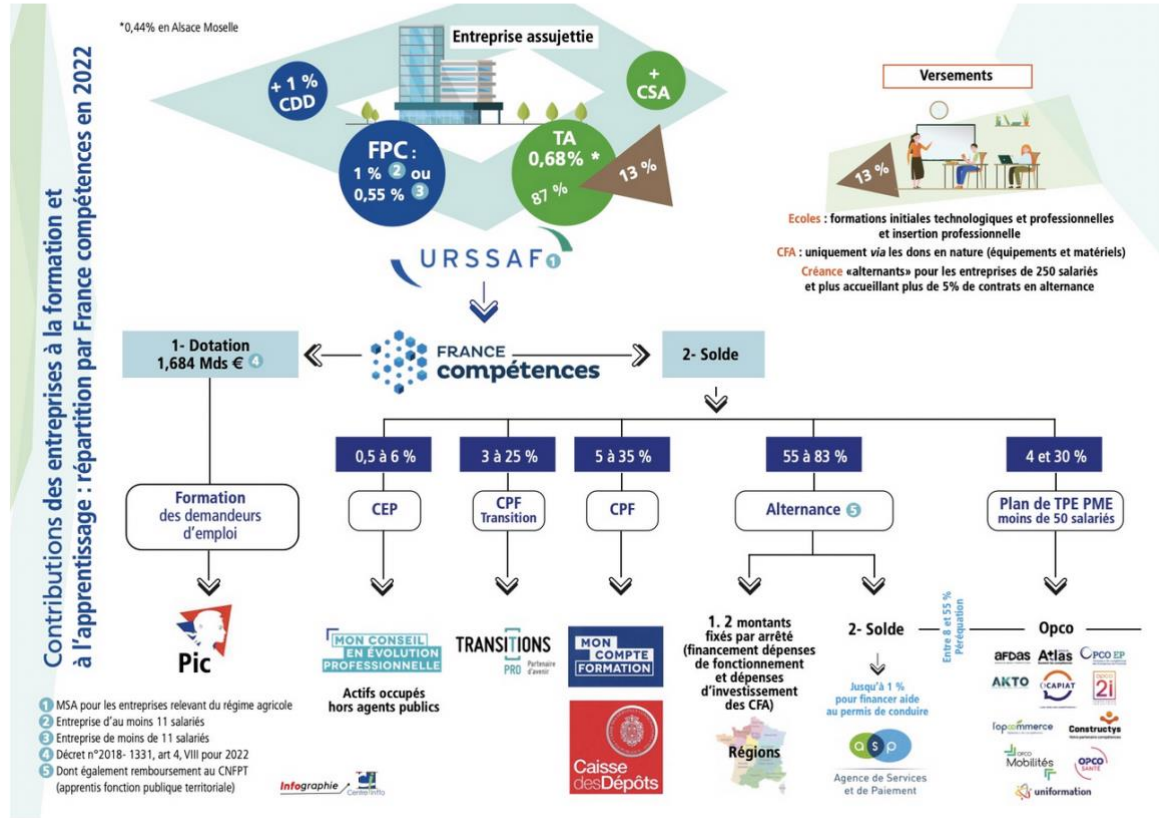 Contributions des entreprises à la formation et
à l'apprentissage : répartition par France compétences en 2022
*0,44% en Alsace Moselle
Entreprise assujettie
+ 1 %
CDD
+
CSA
FPC :
1 % 2 ou
0,55 % 3
TA
0,68% *
87 %
13 %
URSSAF 1
Versements
13 %
Ecoles : formations initiales technologiques et professionnelles
et insertion professionnelle
CFA : uniquement via les dons en nature (équipements et matériels)
Créance «alternants» pour les entreprises de 250 salariés
et plus accueillant plus de 5% de contrats en alternance
1- Dotation
1,684 Mds € 4
FRANCE
compétences
2- Solde
0,5 à 6 %
3 à 25 %
5 à 35 %
55 à 83 %
4 et 30 %
Formation
des demandeurs
d'emploi
CEP
CPF
Transition
CPF
Alternance 5
Plan de TPE PME
moins de 50 salariés
Pic
MON CONSEIL
EN ÉVOLUTION
PROFESSIONNELLE
Actifs occupés
hors agents publics
TRANSITIONS
PRO
Partenaire
d'avenir
MON
COMPTE
FORMATION
Caisse
desDépôts
1. 2 montants
fixés par arrêté
(financement dépenses
de fonctionnement
et dépenses
d'investissement
des CFA)
Régions
2- Solde
Jusqu'à 1 %
pour financer aide
au permis de conduire
asp
Agence de Services
et de Paiement
Entre 8 et 55 %
Péréquation
Opco
afdas
Atlas
OPCO EP
AKTO
OCAPIAT
opco
2i
l'opcommerce
Constructys
OPCO
Mobilités
OPCO
SANTÉ
uniformation
1 MSA pour les entreprises relevant du régime agricole
2 Entreprise d'au moins 11 salariés
3 Entreprise de moins de 11 salariés
4 Décret n°2018- 1331, art 4, VIII pour 2022
5 Dont également remboursement au CNFPT
(apprentis fonction publique territoriale)
Infographie
Centre Inffo